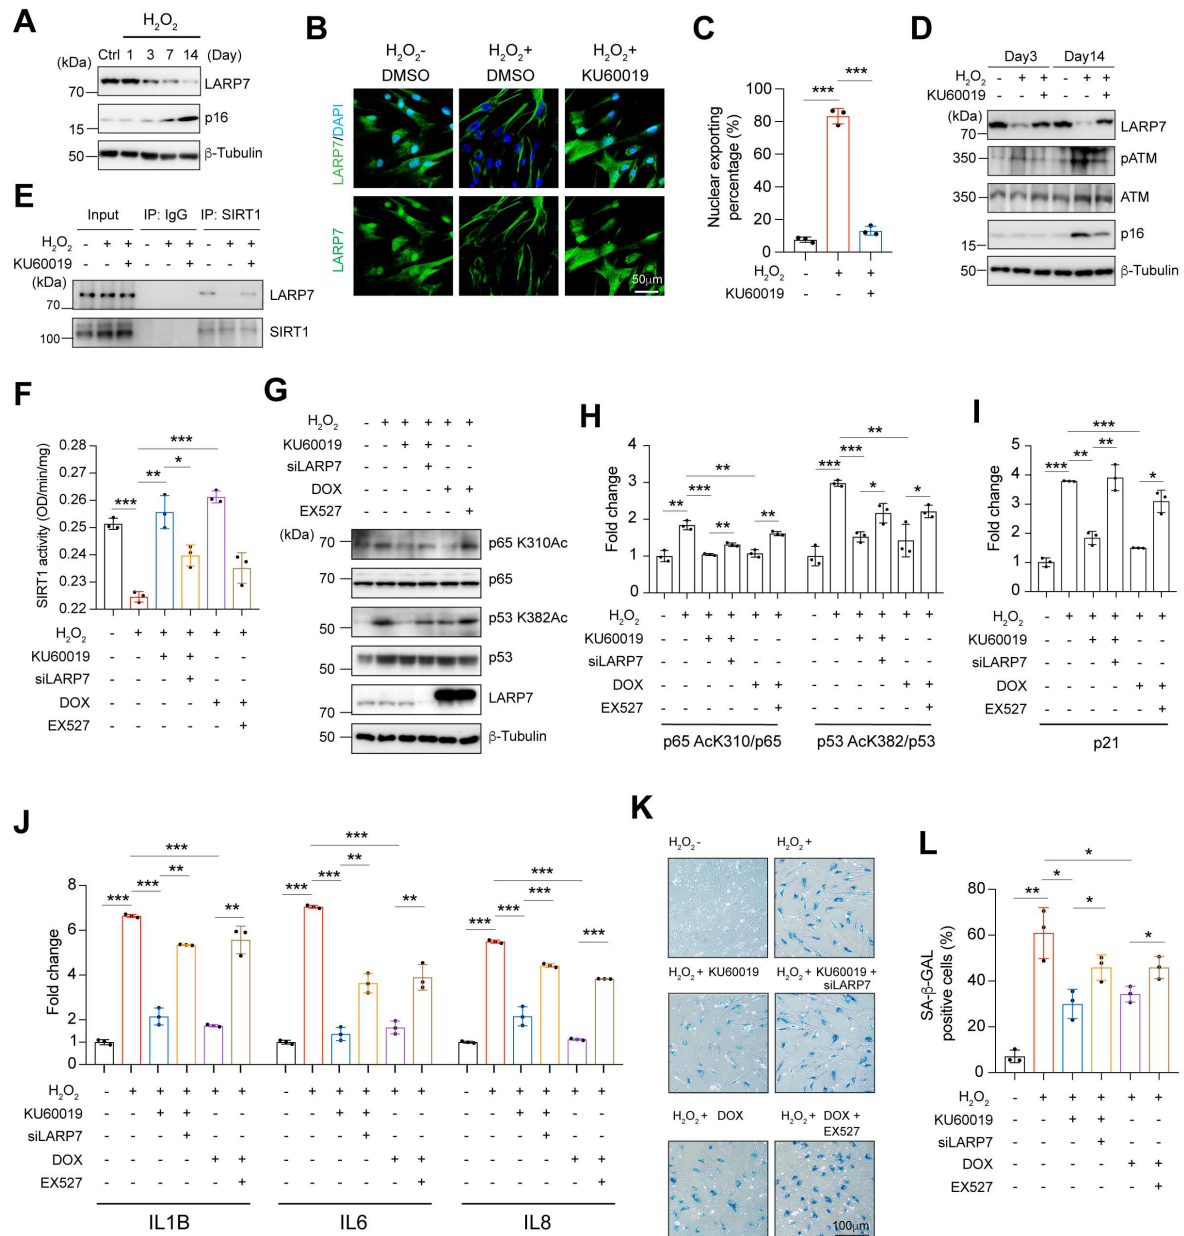 A
H₂O₂
Ctrl 1 3 7 14 (Day)
(kDa)
70
LARP7
15
p16
50
β-Tubulin
B
H₂O₂- DMSO
H₂O₂+ DMSO
H₂O₂+ KU60019
LARP7/DAPI
LARP7
50μm
C
Nuclear exporting percentage (%)
100
80
60
40
20
0
*** ***
H₂O₂ - + +
KU60019 - - +
D
Day3 Day14
H₂O₂ - + + - + +
KU60019 - - + - - +
(kDa)
70
LARP7
350
pATM
350
ATM
15
p16
50
β-Tubulin
E
Input IP: IgG IP: SIRT1
H₂O₂ - + + - + + - + +
KU60019 - - + - - + - - +
(kDa)
70
LARP7
100
SIRT1
F
SIRT1 activity (OD/min/mg)
0.28
0.27
0.26
0.25
0.24
0.23
0.22
***
** *
***
H₂O₂ - + + + + +
KU60019 - - + + - -
siLARP7 - - - + - -
DOX - - - - + +
EX527 - - - - - +
G
H₂O₂ - + + + + +
KU60019 - - + + - -
siLARP7 - - - + - -
DOX - - - - + +
EX527 - - - - - +
(kDa)
70
p65 K310Ac
70
p65
50
p53 K382Ac
50
p53
70
LARP7
50
β-Tubulin
H
Fold change
4
3
2
1
0
** *** ** ** **
*** *** * ** *
H₂O₂ - + + + + + - + + + + +
KU60019 - - + + - - - - + + - -
siLARP7 - - - + - - - - - + - -
DOX - - - - + + - - - - + +
EX527 - - - - - + - - - - - +
p65 AcK310/p65 p53 AcK382/p53
I
Fold change
5
4
3
2
1
0
***
*** ** ** *
H₂O₂ - + + + + +
KU60019 - - + + - -
siLARP7 - - - + - -
DOX - - - - + +
EX527 - - - - - +
p21
J
Fold change
8
6
4
2
1
0
*** *** ** *** **
*** *** ** *** **
*** *** *** *** ***
H₂O₂ - + + + + + - + + + + + - + + + + +
KU60019 - - + + - - - - + + - - - - + + - -
siLARP7 - - - + - - - - - + - - - - - + - -
DOX - - - - + + - - - - + + - - - - + +
EX527 - - - - - + - - - - - + - - - - - +
IL1B IL6 IL8
K
H₂O₂- H₂O₂+
H₂O₂+ KU60019 H₂O₂+ KU60019 + siLARP7
H₂O₂+ DOX H₂O₂+ DOX + EX527
100μm
L
SA-β-GAL positive cells (%)
80
60
40
20
0
*
** * * *
H₂O₂ - + + + + +
KU60019 - - + + - -
siLARP7 - - - + - -
DOX - - - - + +
EX527 - - - - - +